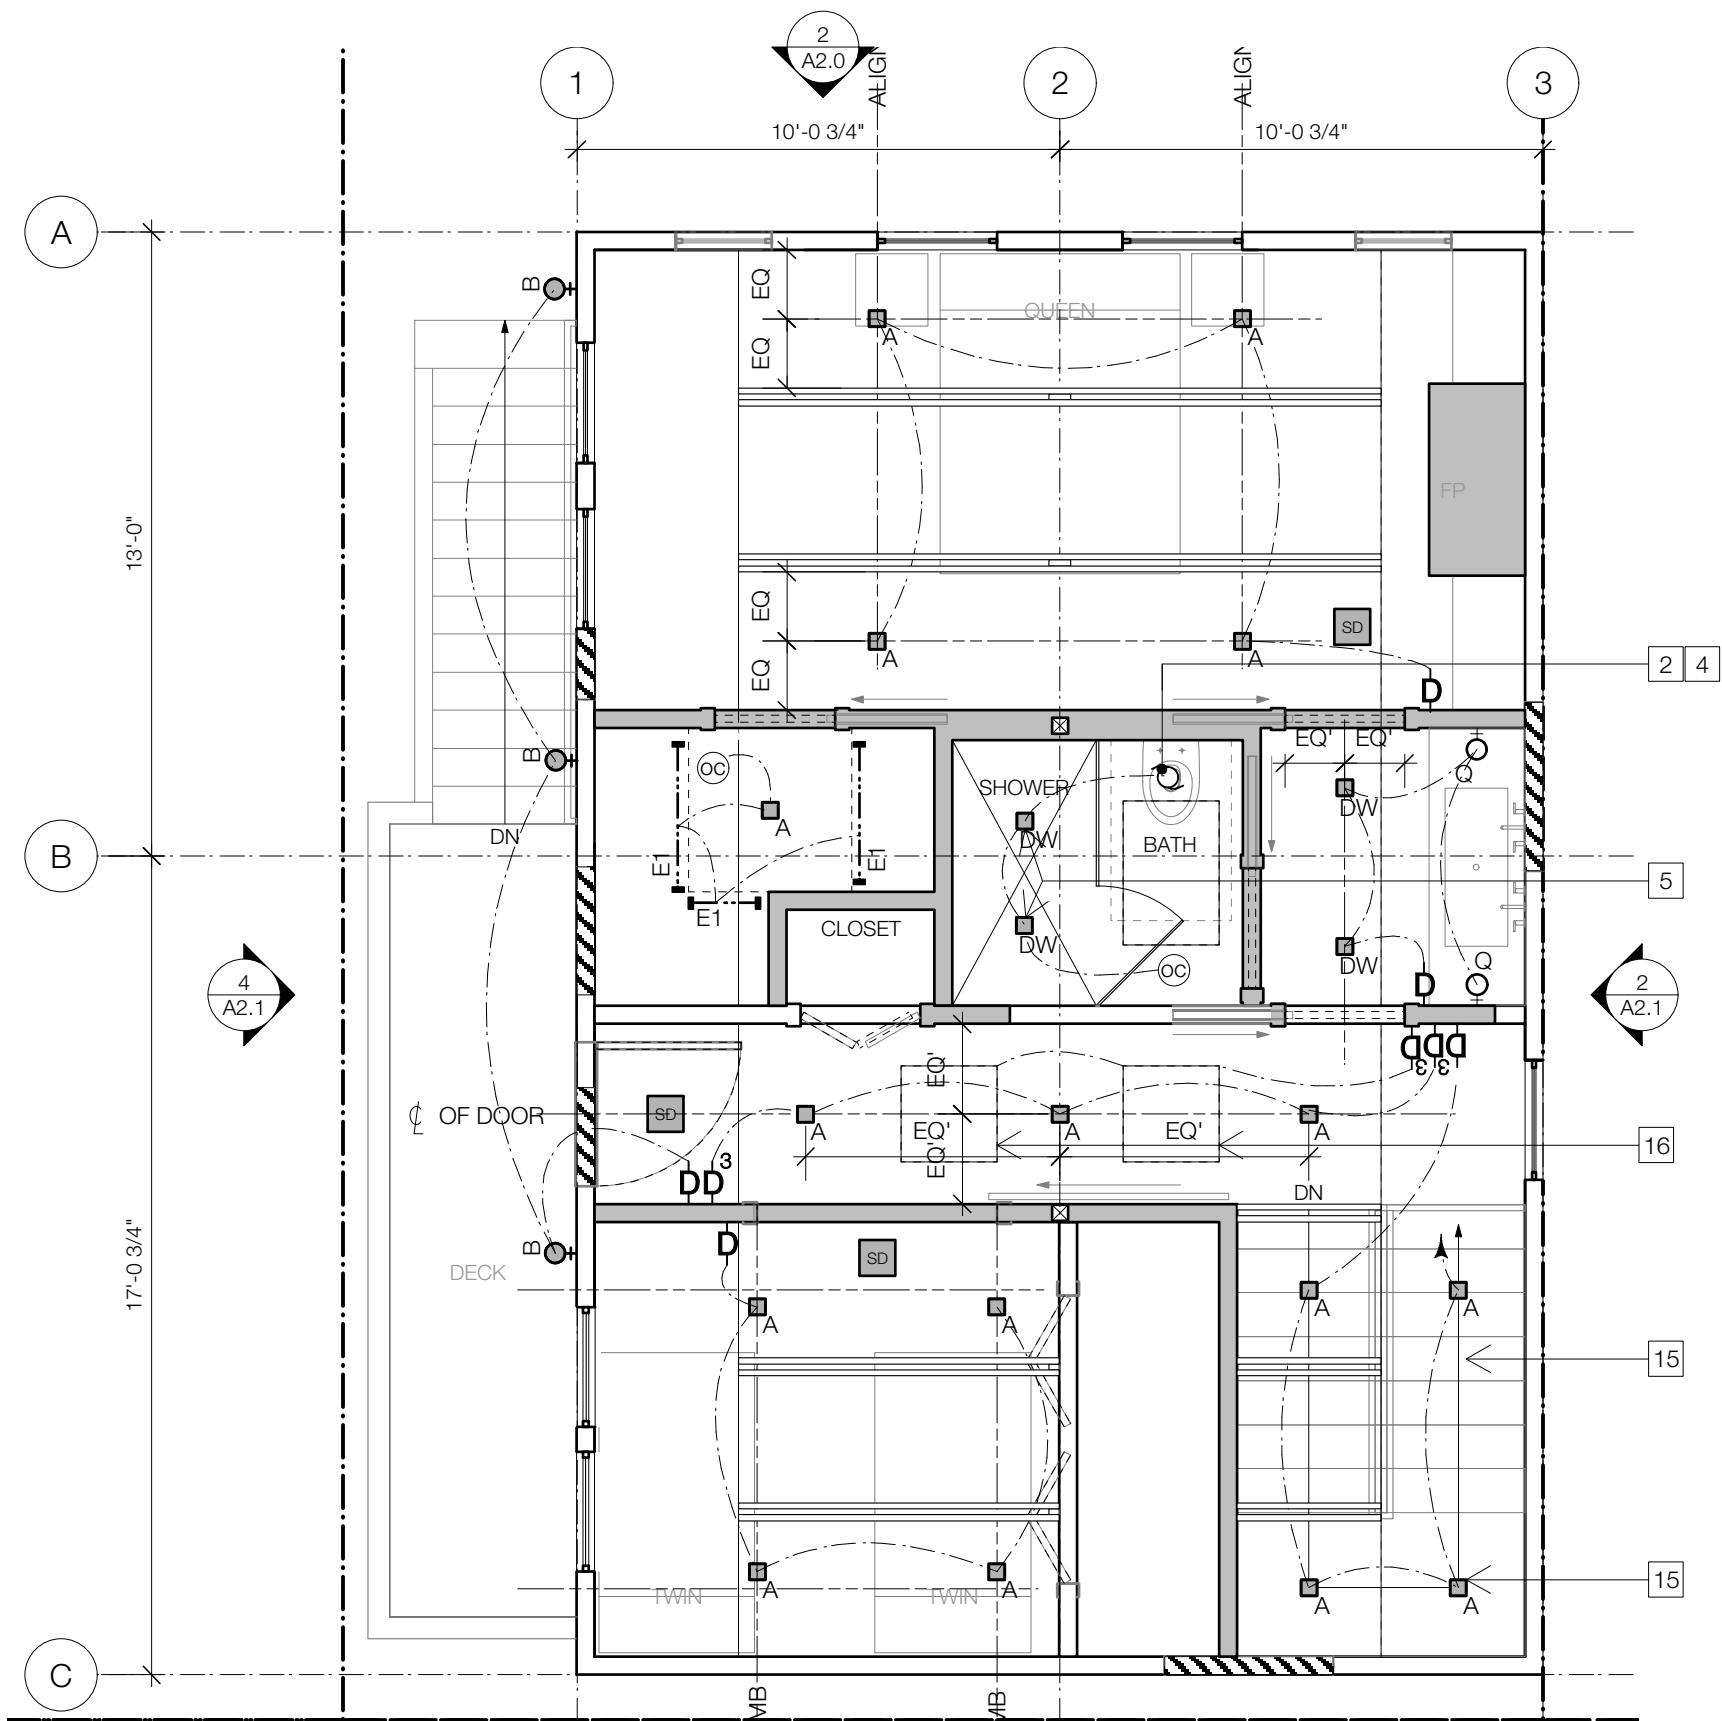 2
A2.0
1
2
3
ALIGN
ALIGN
10'-0 3/4"
10'-0 3/4"
A
B
EQ
QUEEN
A
A
EQ
FP
13'-0"
EQ
SD
A
A
EQ
2 4
D
EQ' EQ'
B
OC
SHOWER
Q
DW
A
DW
DN
BATH
B
E1
E1
5
E1
CLOSET
DW
DW
Q
OC
4
A2.1
D
2
A2.1
D D D
3 3
EQ'
SD
℄ OF DOOR
A
EQ'
A
EQ'
A
EQ'
16
D D 3
DN
B
D
SD
DECK
17'-0 3/4"
A
A
A
A
15
TWIN
A
TWIN
A
A
A
15
C
MB
MB